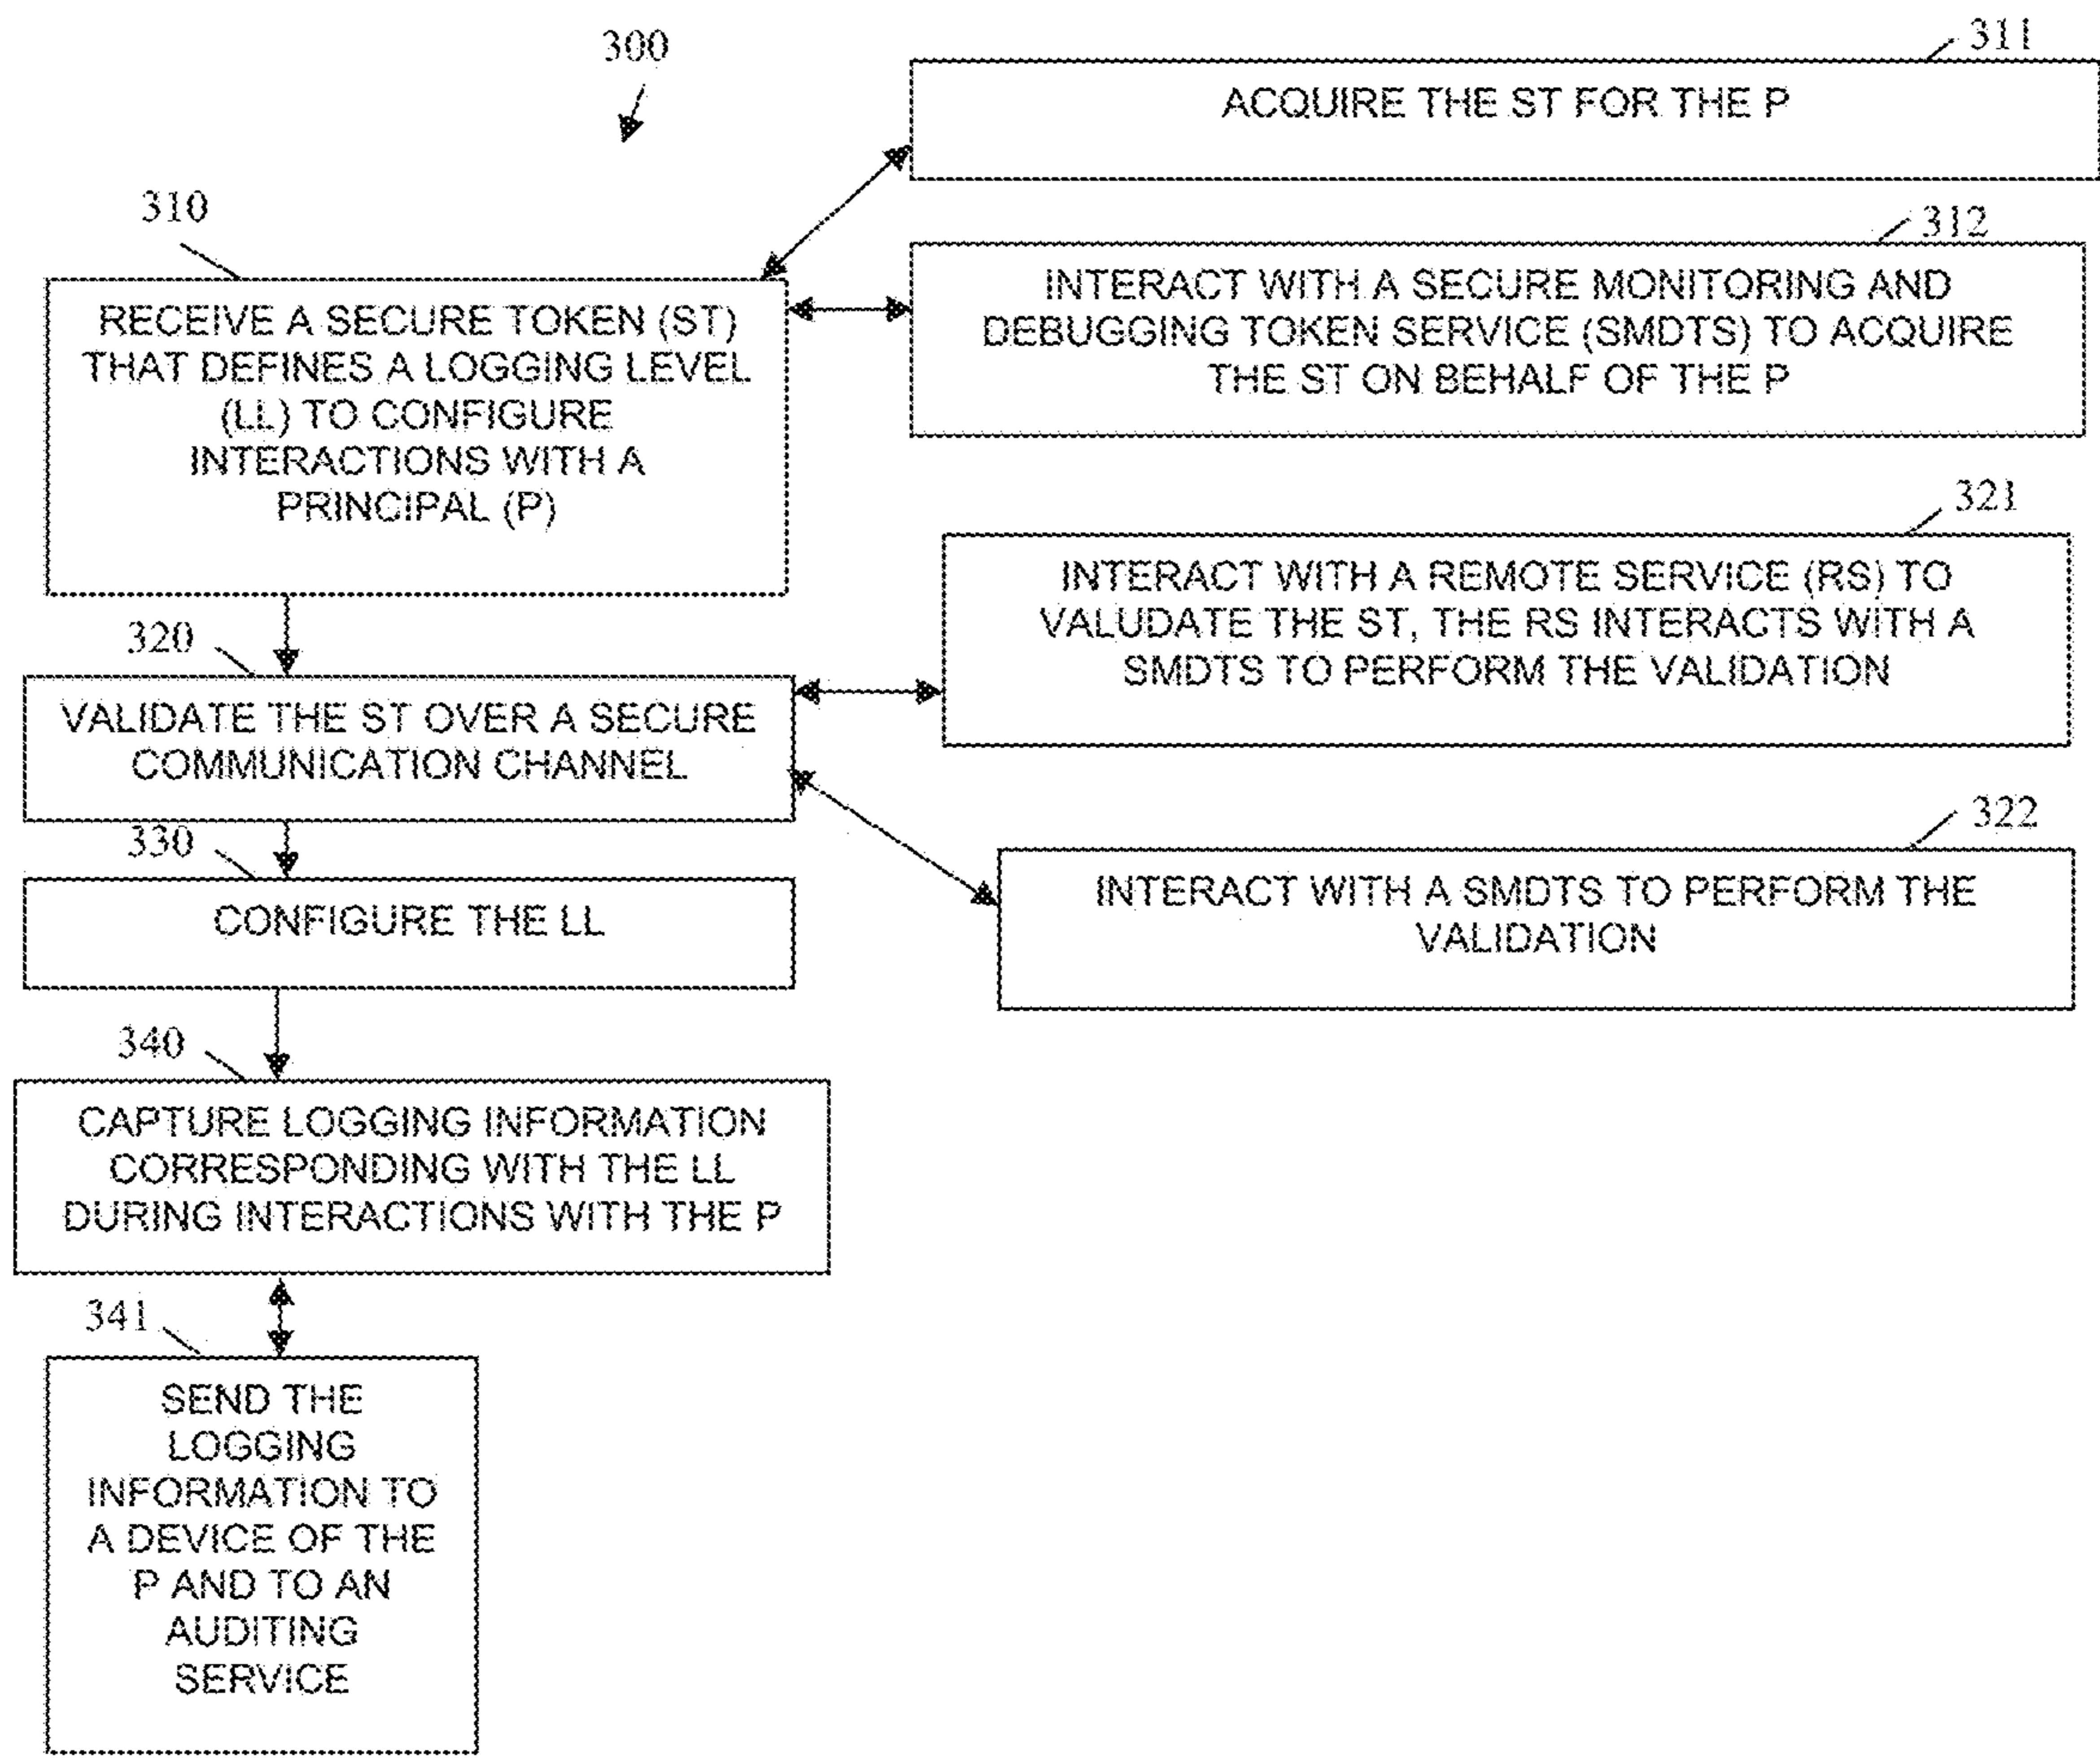 300
311
ACQUIRE THE ST FOR THE P
310
RECEIVE A SECURE TOKEN (ST)
THAT DEFINES A LOGGING LEVEL
(LL) TO CONFIGURE
INTERACTIONS WITH A
PRINCIPAL (P)
312
INTERACT WITH A SECURE MONITORING AND
DEBUGGING TOKEN SERVICE (SMDTS) TO ACQUIRE
THE ST ON BEHALF OF THE P
321
INTERACT WITH A REMOTE SERVICE (RS) TO
VALUDATE THE ST, THE RS INTERACTS WITH A
SMDTS TO PERFORM THE VALIDATION
320
VALIDATE THE ST OVER A SECURE
COMMUNICATION CHANNEL
322
INTERACT WITH A SMDTS TO PERFORM THE
VALIDATION
330
CONFIGURE THE LL
340
CAPTURE LOGGING INFORMATION
CORRESPONDING WITH THE LL
DURING INTERACTIONS WITH THE P
341
SEND THE
LOGGING
INFORMATION TO
A DEVICE OF THE
P AND TO AN
AUDITING
SERVICE